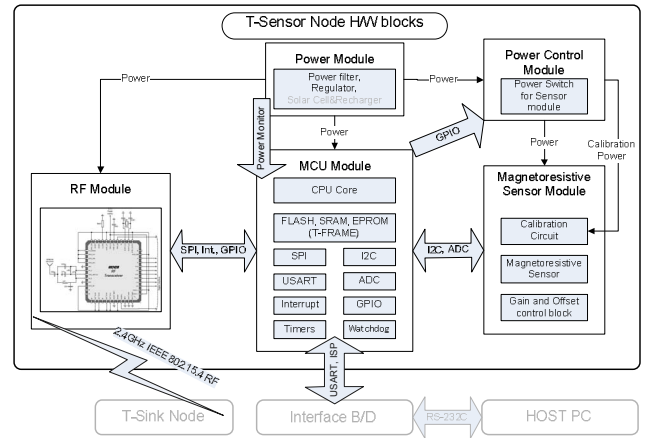 T-Sensor Node H/W blocks
Power Module
Power filter,
Regulator,
Solar Cell&Recharger
Power Control
Module
Power Switch
for Sensor
module
Power
Power
Power
Power
Calibration
Power
Power Monitor
GPIO
MCU Module
CPU Core
FLASH, SRAM, EPROM
(T-FRAME)
SPI
I2C
USART
ADC
Interrupt
GPIO
Timers
Watchdog
RF Module
SPI, Int., GPIO
I2C, ADC
Magnetoresistive
Sensor Module
Calibration
Circuit
Magnetoresistive
Sensor
Gain and Offset
control block
2.4GHz IEEE 802.15.4 RF
USART, ISP
T-Sink Node
Interface B/D
RS-232C
HOST PC